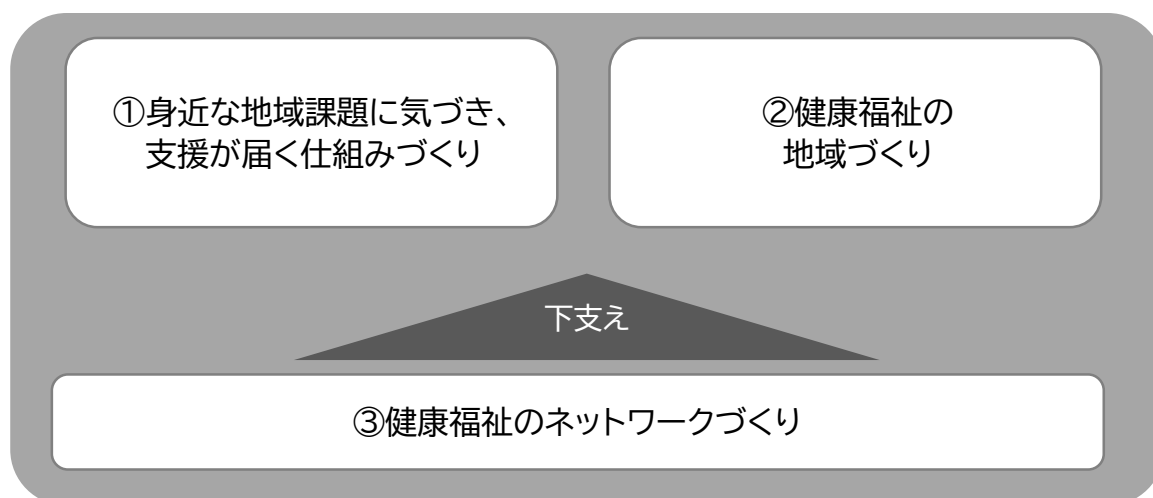 ①身近な地域課題に気づき、
支援が届く仕組みづくり
②健康福祉の
地域づくり
下支え
③健康福祉のネットワークづくり